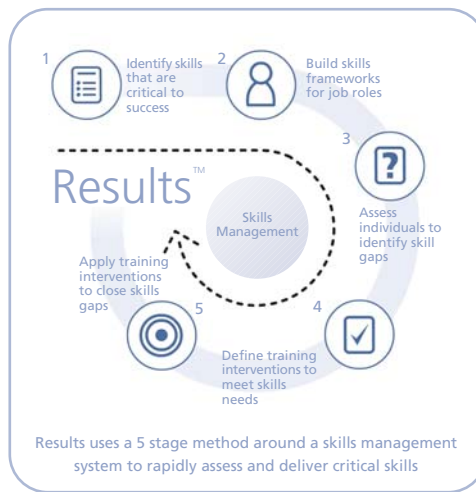 1
Identify skills
that are
critical to
success
2
Build skills
frameworks
for job roles
3
?
Assess
individuals to
identify skill
gaps
Results™
Skills
Management
Apply training
interventions
to close skills
gaps
5
4
Define training
interventions to
meet skills
needs
Results uses a 5 stage method around a skills management
system to rapidly assess and deliver critical skills